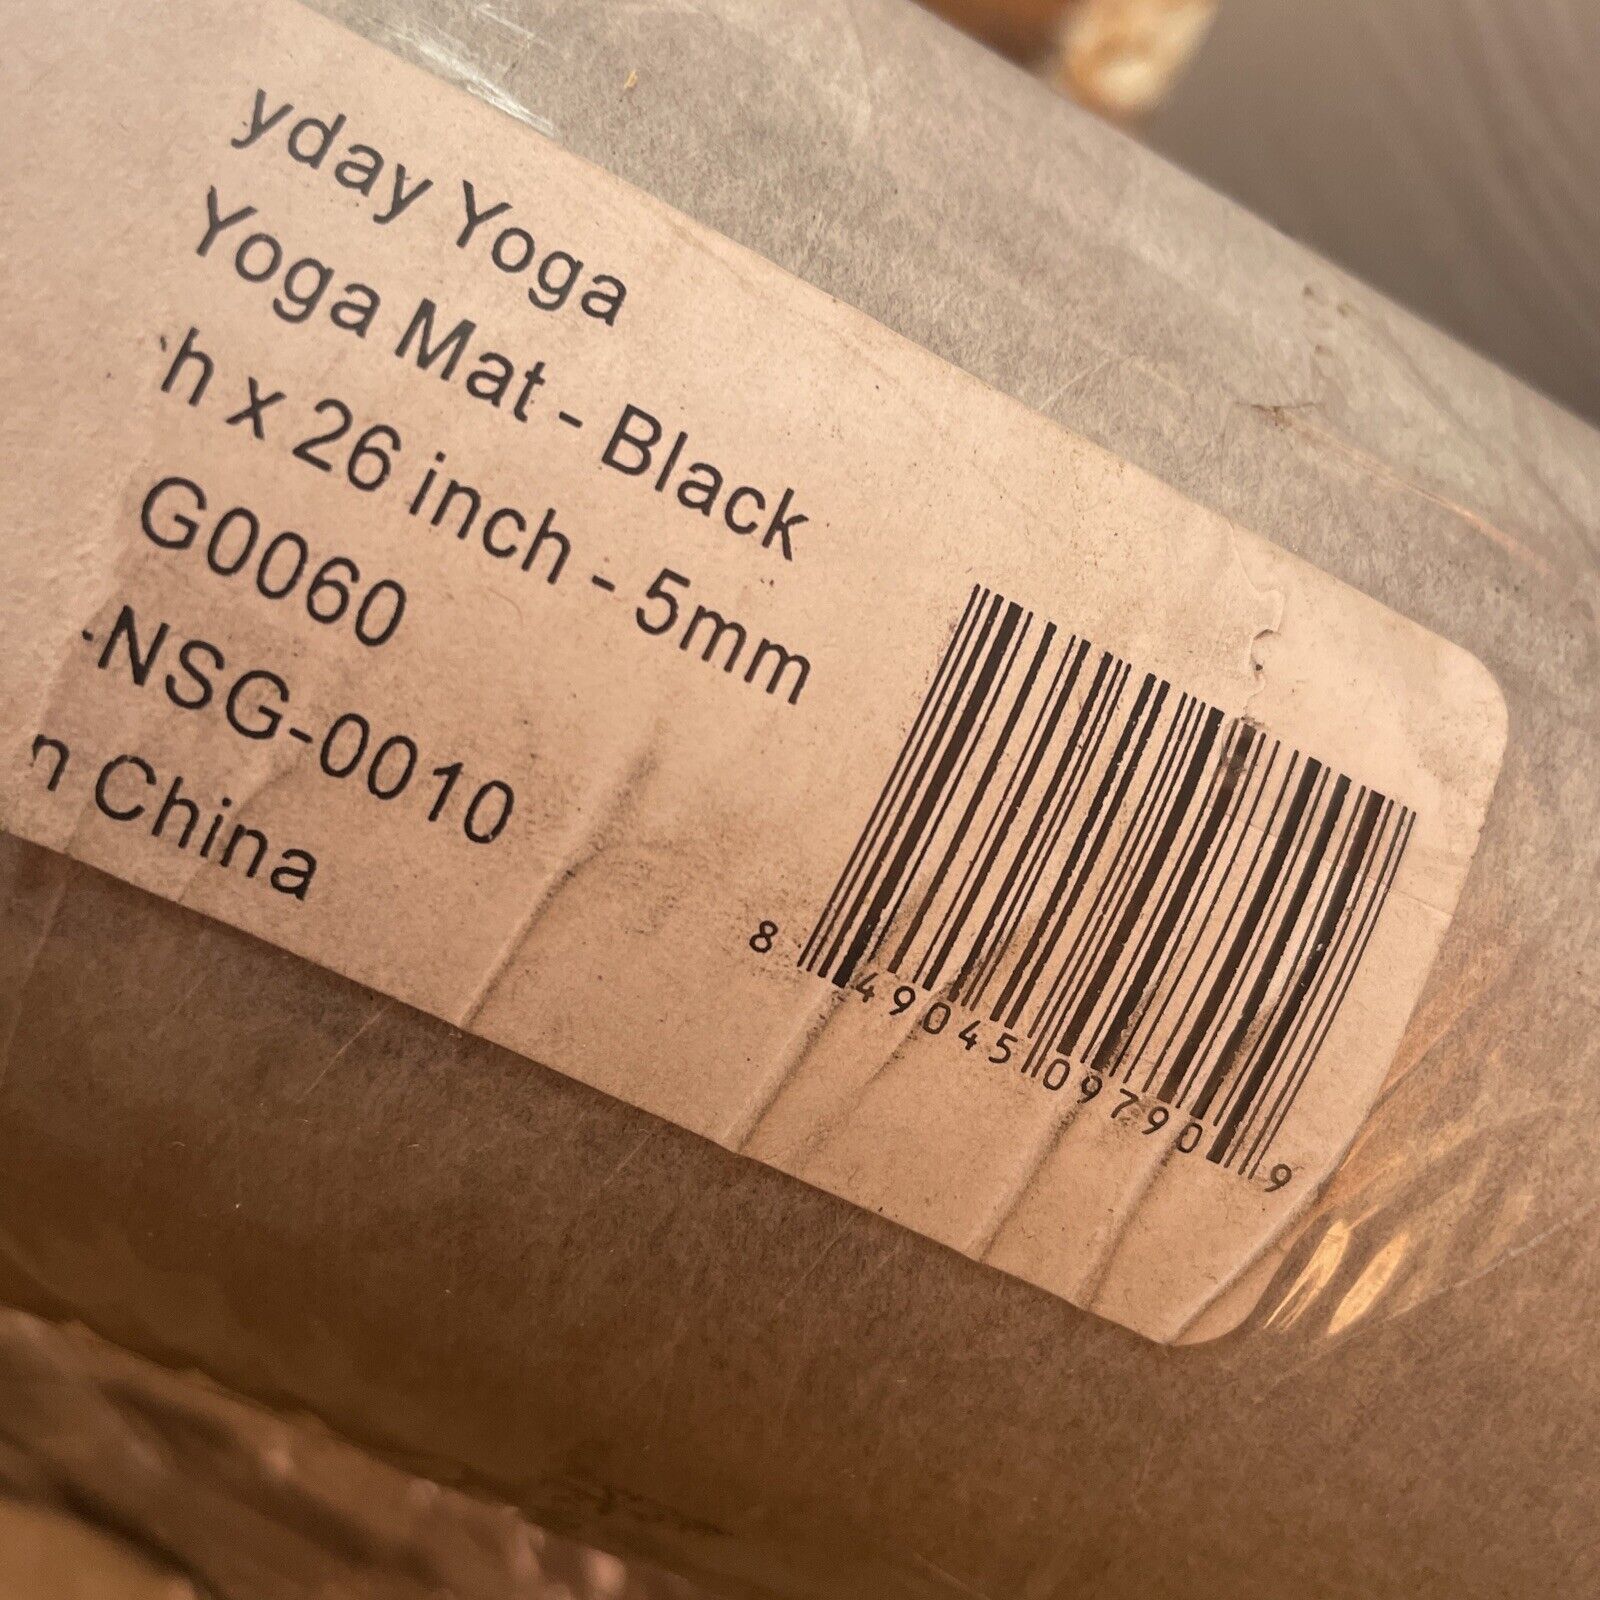 yday Yoga
Yoga Mat - Black
h x 26 inch - 5mm
G0060
-NSG-0010
n China
8 49045 09790 9